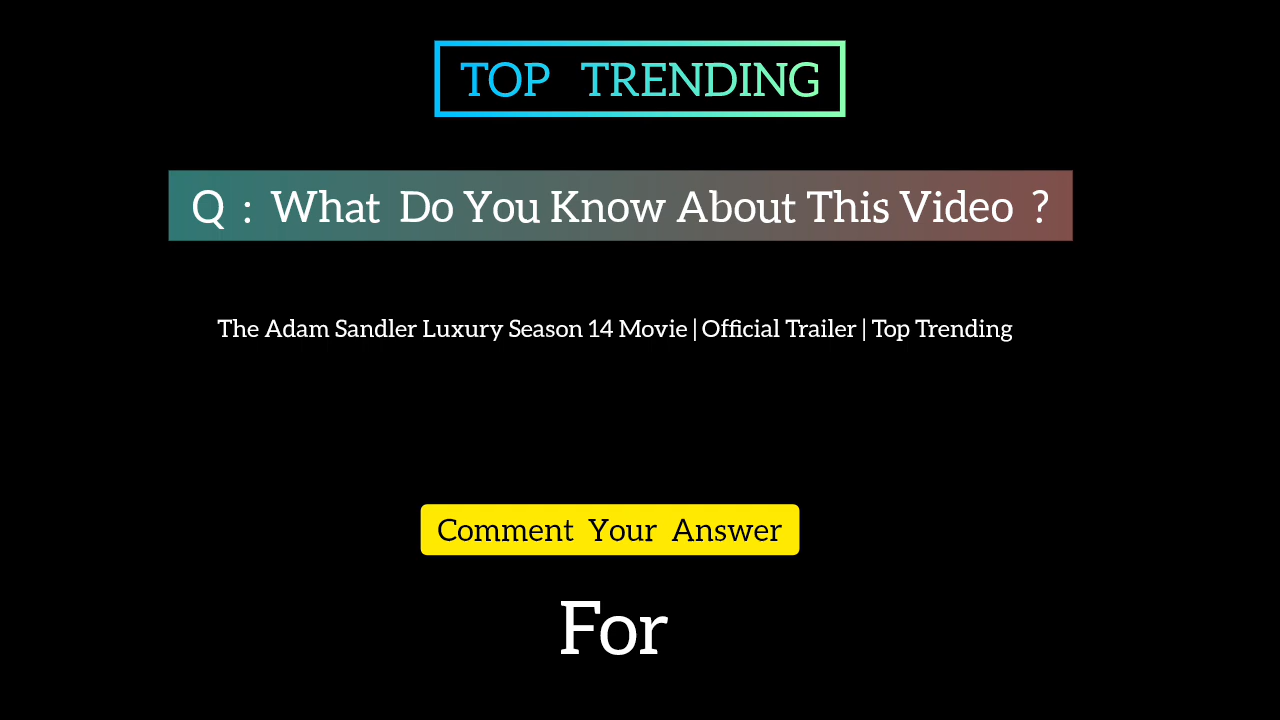 TOP TRENDING
Q : What Do You Know About This Video ?
The Adam Sandler Luxury Season 14 Movie | Official Trailer | Top Trending
Comment Your Answer
For